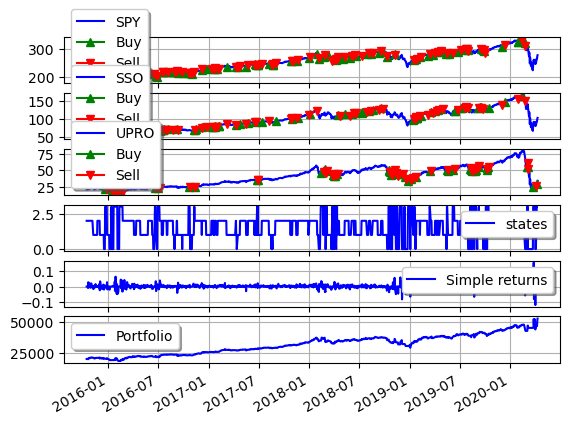 SPY
Buy
Sell
300
200
SSO
Buy
Sell
150
100
50
UPRO
Buy
Sell
75
50
25
states
2.5
0.0
Simple returns
0.1
0.0
−0.1
Portfolio
50000
25000
2016-01
2016-07
2017-01
2017-07
2018-01
2018-07
2019-01
2019-07
2020-01